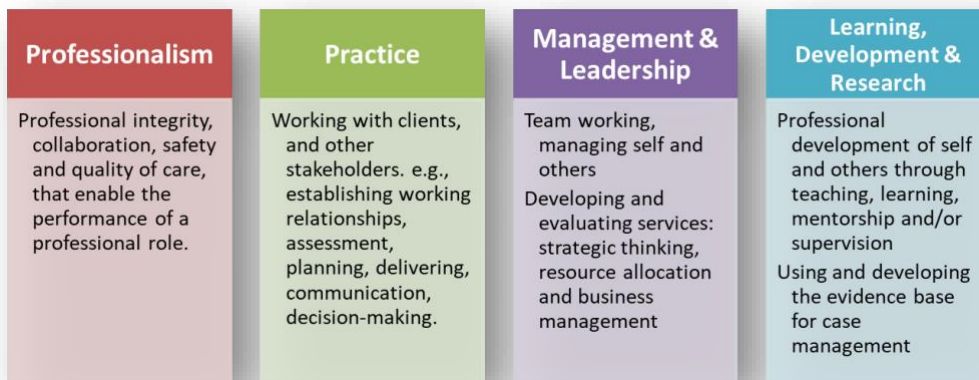 Professionalism
Professional integrity,
collaboration, safety
and quality of care,
that enable the
performance of a
professional role.
Practice
Working with clients,
and other
stakeholders. e.g.,
establishing working
relationships,
assessment,
planning, delivering,
communication,
decision-making.
Management &
Leadership
Team working,
managing self and
others
Developing and
evaluating services:
strategic thinking,
resource allocation
and business
management
Learning,
Development &
Research
Professional
development of self
and others through
teaching, learning,
mentorship and/or
supervision
Using and developing
the evidence base
for case
management